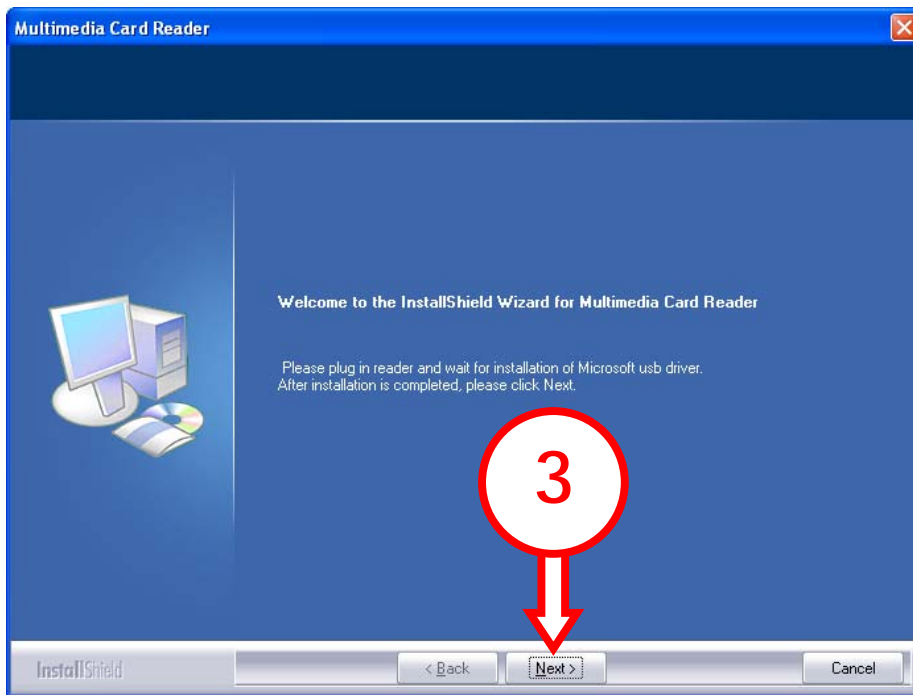 Multimedia Card Reader
Welcome to the InstallShield Wizard for Multimedia Card Reader
Please plug in reader and wait for installation of Microsoft usb driver.
After installation is completed, please click Next.
3
InstallShield
< Back
Next >
Cancel